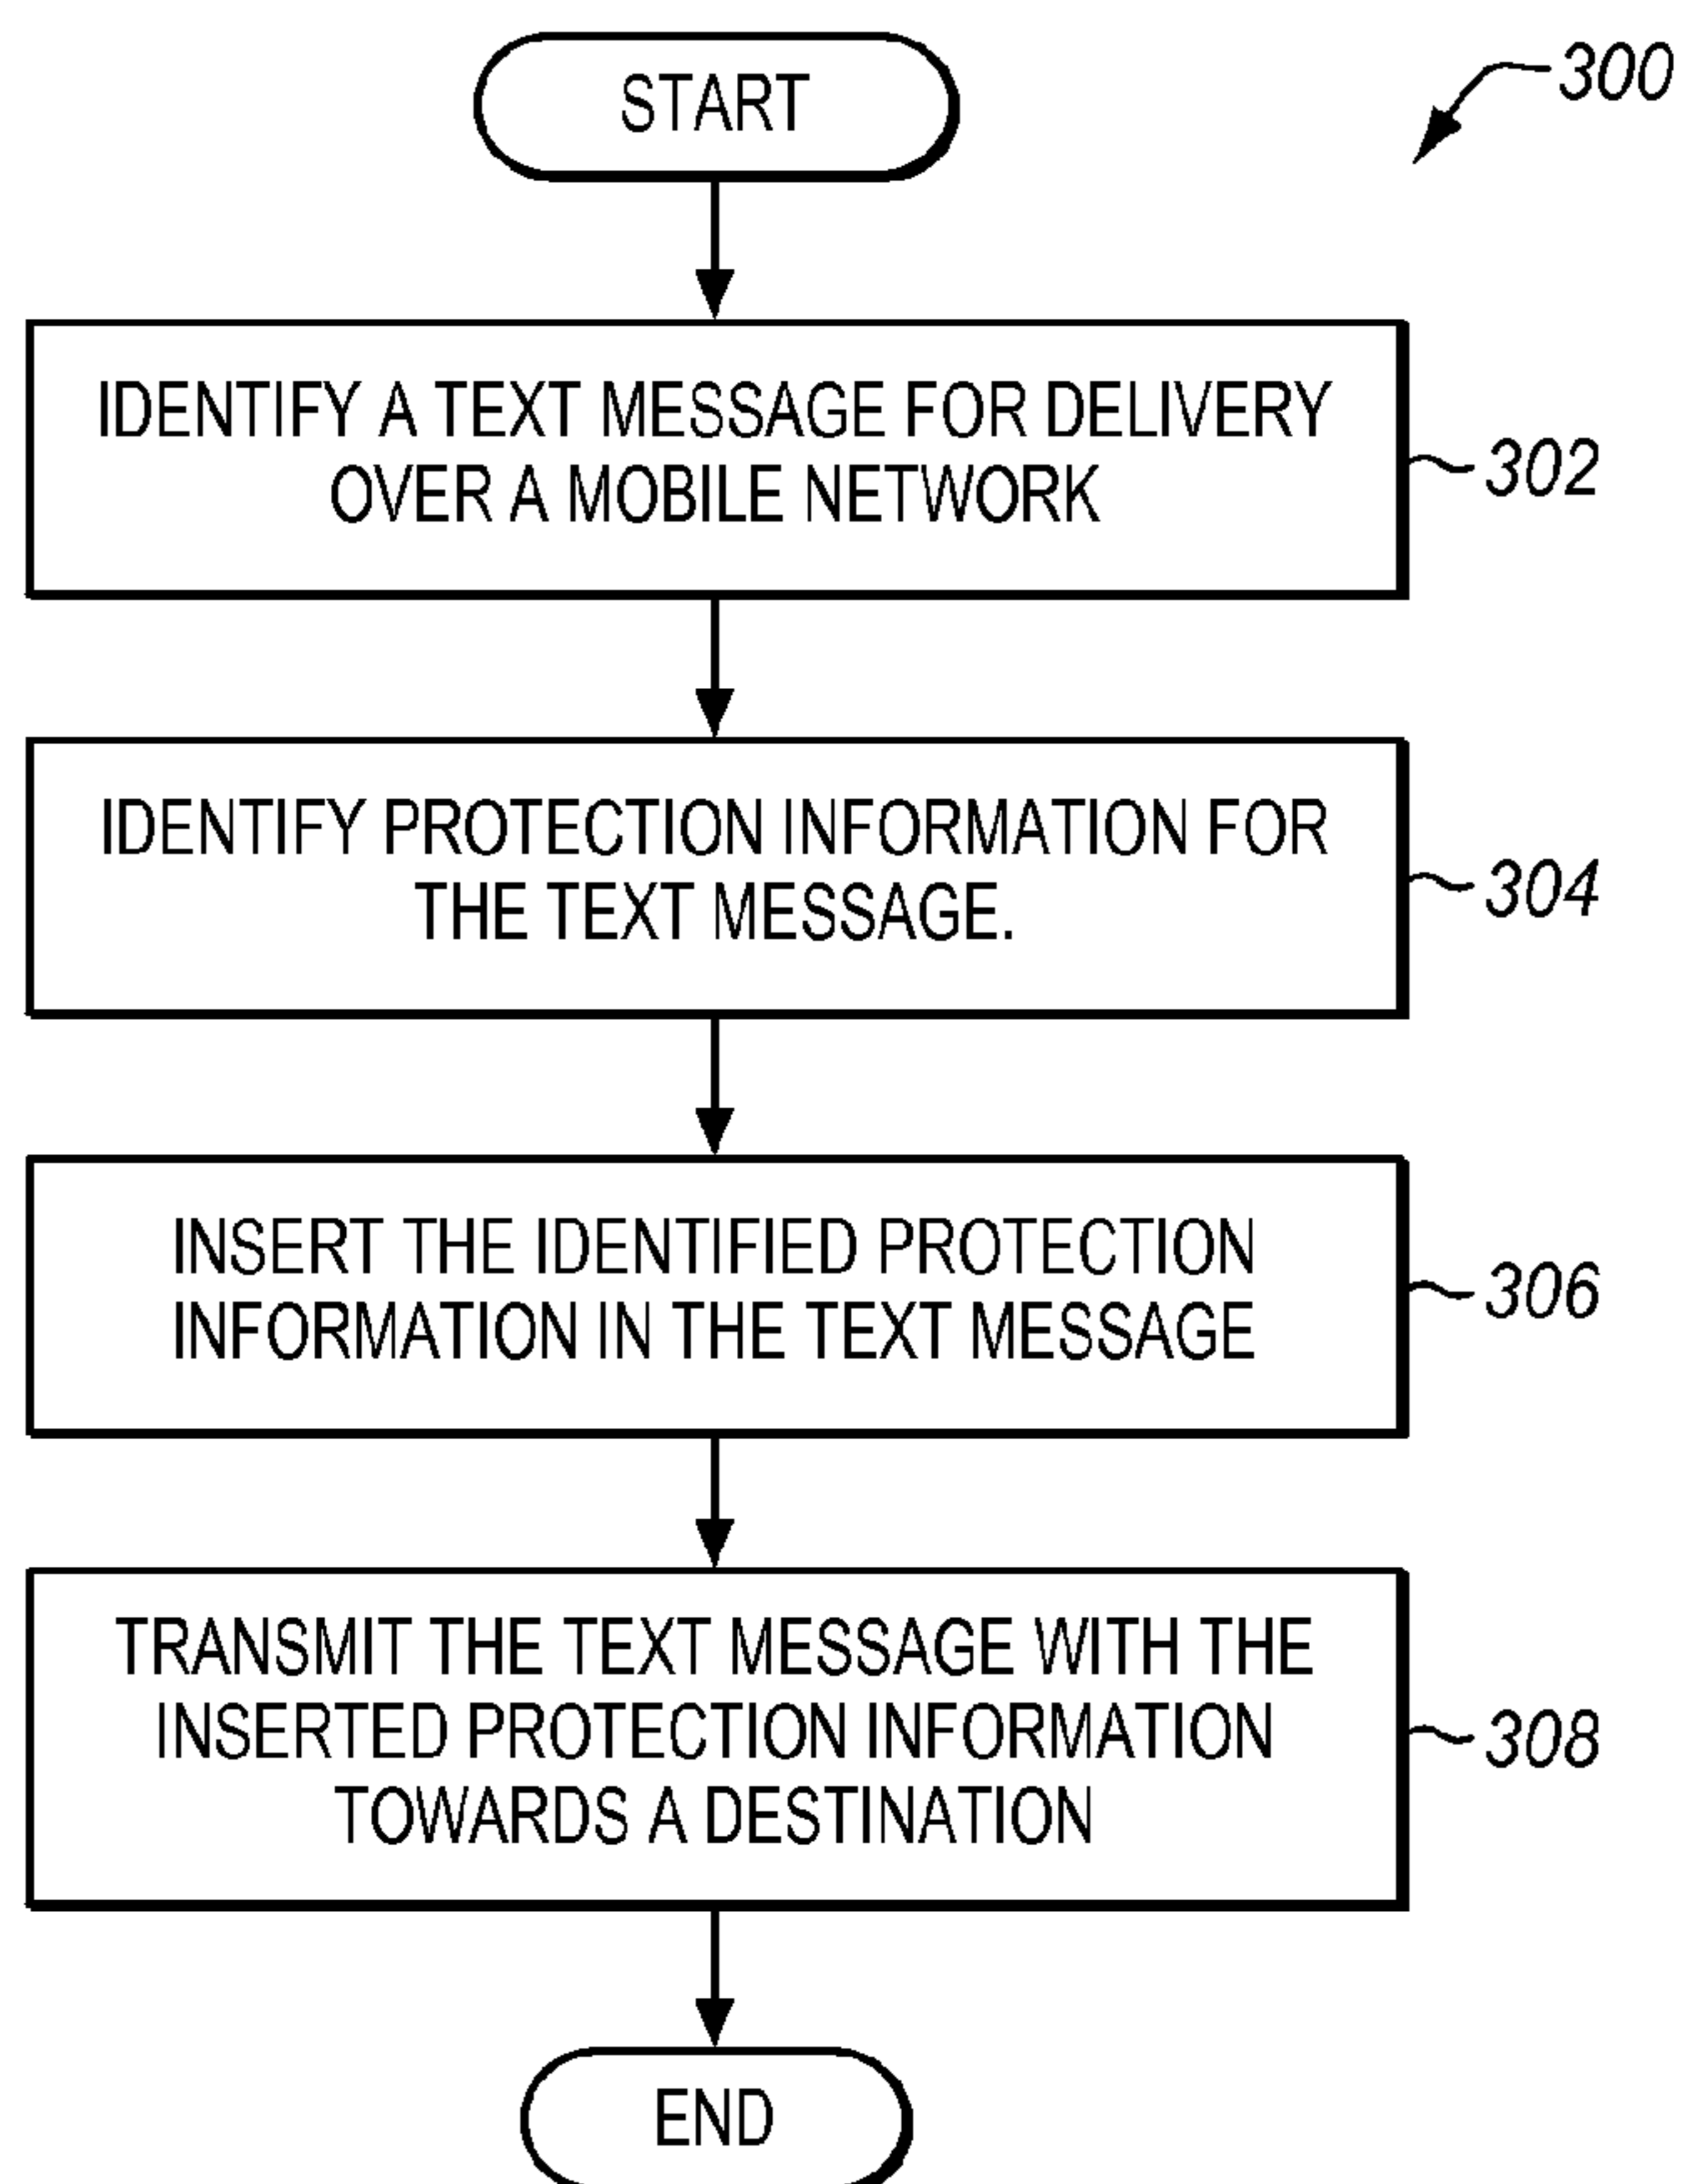 START
300
IDENTIFY A TEXT MESSAGE FOR DELIVERY
OVER A MOBILE NETWORK
302
IDENTIFY PROTECTION INFORMATION FOR
THE TEXT MESSAGE.
304
INSERT THE IDENTIFIED PROTECTION
INFORMATION IN THE TEXT MESSAGE
306
TRANSMIT THE TEXT MESSAGE WITH THE
INSERTED PROTECTION INFORMATION
TOWARDS A DESTINATION
308
END